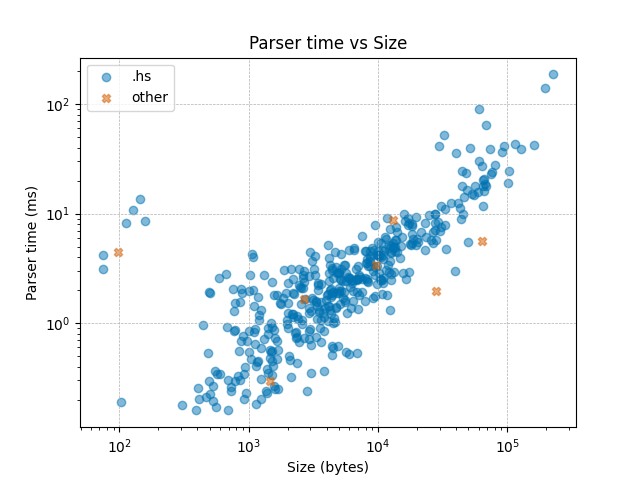 Parser time vs Size
.hs
other
Parser time (ms)
10²
10¹
10⁰
10²
10³
10⁴
10⁵
Size (bytes)